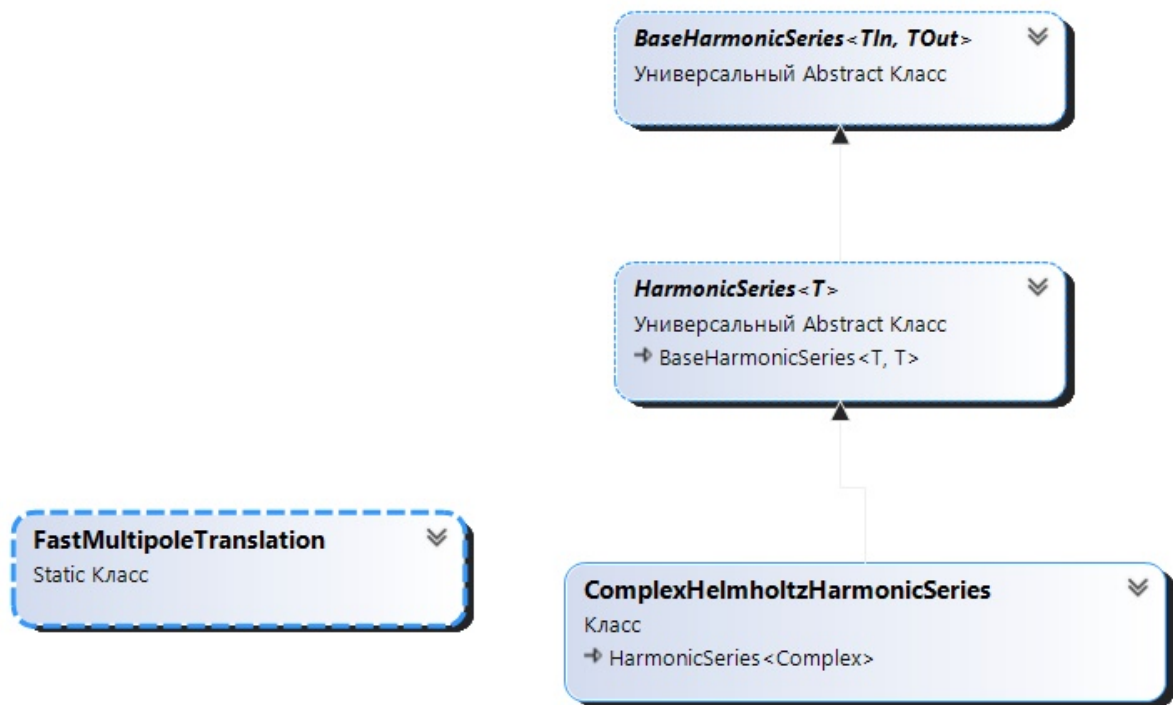 BaseHarmonicSeries<TIn, TOut>
Универсальный Abstract Класс
HarmonicSeries<T>
Универсальный Abstract Класс
BaseHarmonicSeries<T, T>
FastMultipoleTranslation
Static Класс
ComplexHelmholtzHarmonicSeries
Класс
HarmonicSeries<Complex>